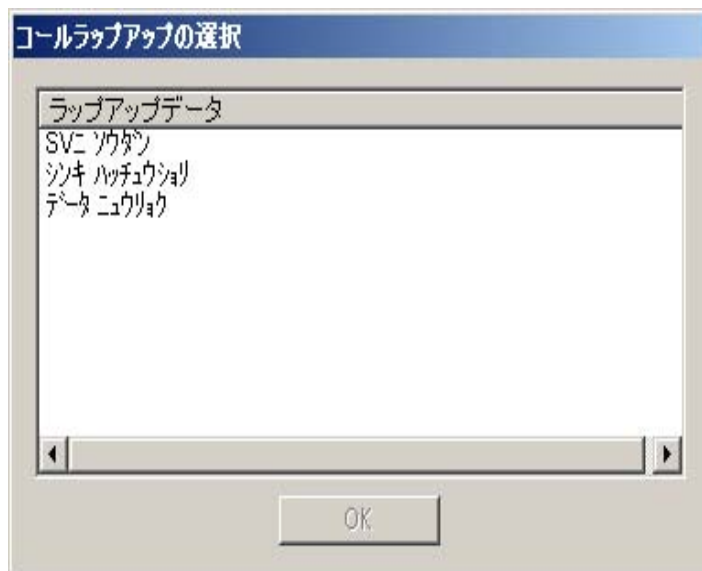 コールラップアップの選択
ラップアップデータ
SVﾆ ｿｳﾀﾞﾝ
ｼﾝｷ ﾊｯﾁｭｳｼｮﾘ
ﾃﾞｰﾀ ﾆｭｳﾘｮｸ
OK